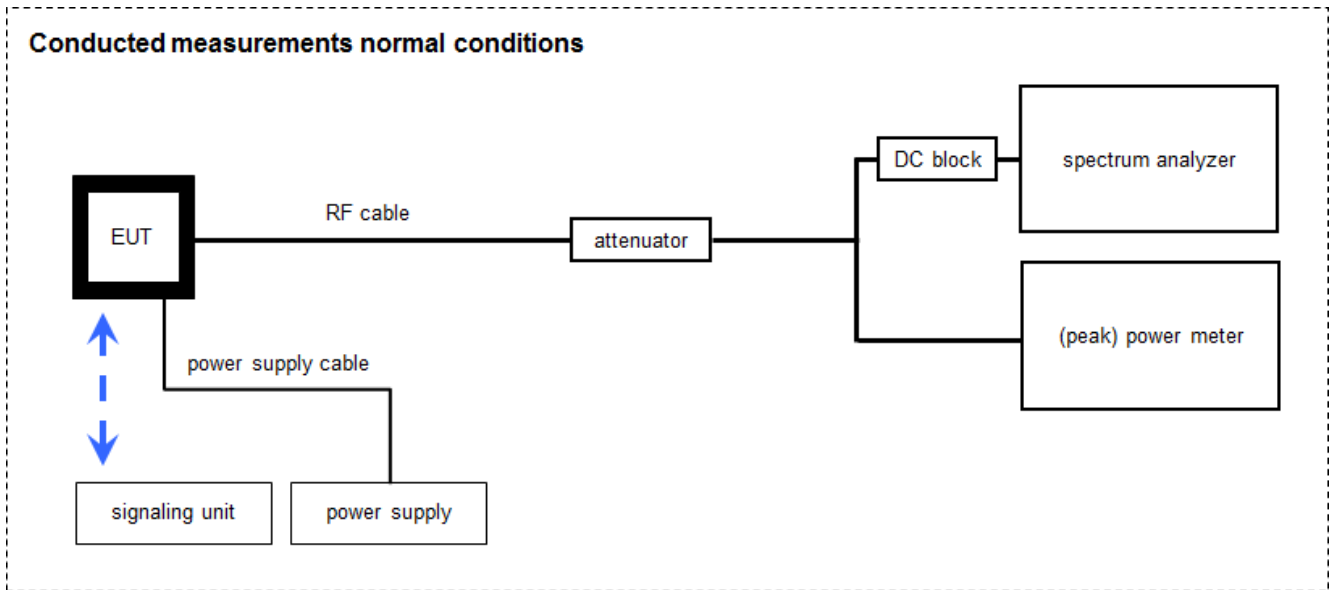 Conducted measurements normal conditions
DC block
spectrum analyzer
RF cable
EUT
attenuator
(peak) power meter
power supply cable
signaling unit
power supply